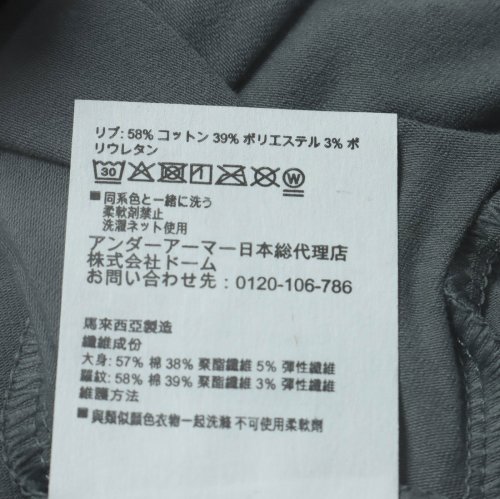 リブ: 58% コットン 39% ポリエステル 3% ポ
リウレタン
30 1 W
■ 同系色と一緒に洗う
柔軟剤禁止
洗濯ネット使用
アンダーアーマー日本総代理店
株式会社ドーム
お問い合わせ先：0120-106-786
馬來西亞製造
纖維成份
大身: 57% 棉 38% 聚酯纖維 5% 彈性纖維
羅紋: 58% 棉 39% 聚酯纖維 3% 彈性纖維
維護方法
■ 與類似顏色衣物一起洗滌 不可使用柔軟劑